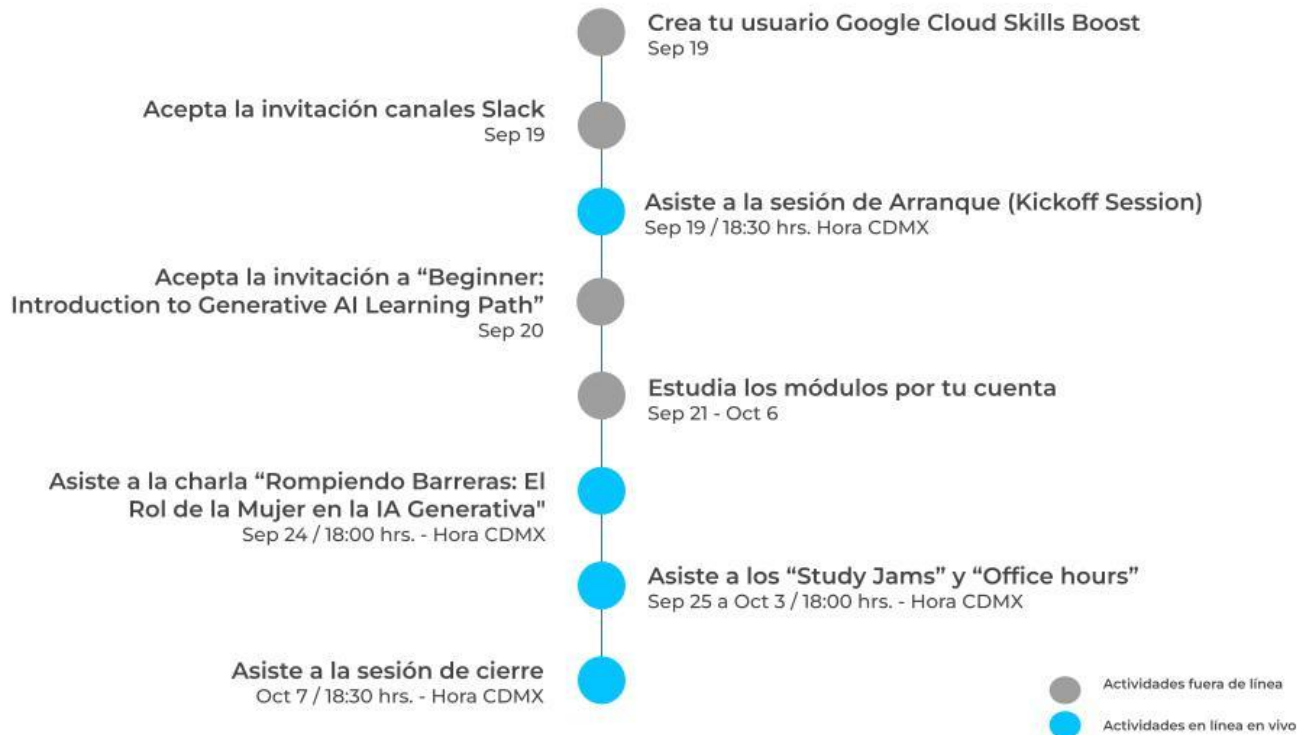 Crea tu usuario Google Cloud Skills Boost
Sep 19
Acepta la invitación canales Slack
Sep 19
Asiste a la sesión de Arranque (Kickoff Session)
Sep 19 / 18:30 hrs. Hora CDMX
Acepta la invitación a “Beginner:
Introduction to Generative AI Learning Path”
Sep 20
Estudia los módulos por tu cuenta
Sep 21 - Oct 6
Asiste a la charla “Rompiendo Barreras: El
Rol de la Mujer en la IA Generativa"
Sep 24 / 18:00 hrs. - Hora CDMX
Asiste a los “Study Jams” y “Office hours”
Sep 25 a Oct 3 / 18:00 hrs. - Hora CDMX
Asiste a la sesión de cierre
Oct 7 / 18:30 hrs. - Hora CDMX
Actividades fuera de línea
Actividades en línea en vivo